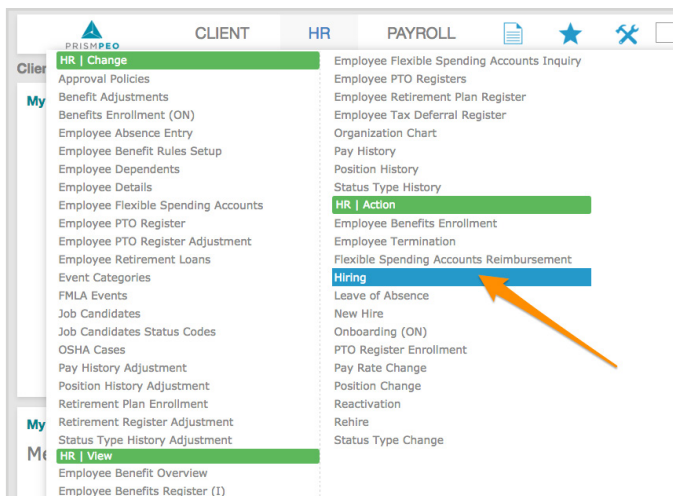 PRISMPEO
CLIENT
HR
PAYROLL
Clien
My
HR | Change
Approval Policies
Benefit Adjustments
Benefits Enrollment (ON)
Employee Absence Entry
Employee Benefit Rules Setup
Employee Dependents
Employee Details
Employee Flexible Spending Accounts
Employee PTO Register
Employee PTO Register Adjustment
Employee Retirement Loans
Event Categories
FMLA Events
Job Candidates
Job Candidates Status Codes
OSHA Cases
Pay History Adjustment
Position History Adjustment
Retirement Plan Enrollment
Retirement Register Adjustment
Status Type History Adjustment
My
Me
HR | View
Employee Benefit Overview
Employee Benefits Register (I)
Employee Flexible Spending Accounts Inquiry
Employee PTO Registers
Employee Retirement Plan Register
Employee Tax Deferral Register
Organization Chart
Pay History
Position History
Status Type History
HR | Action
Employee Benefits Enrollment
Employee Termination
Flexible Spending Accounts Reimbursement
Hiring
Leave of Absence
New Hire
Onboarding (ON)
PTO Register Enrollment
Pay Rate Change
Position Change
Reactivation
Rehire
Status Type Change